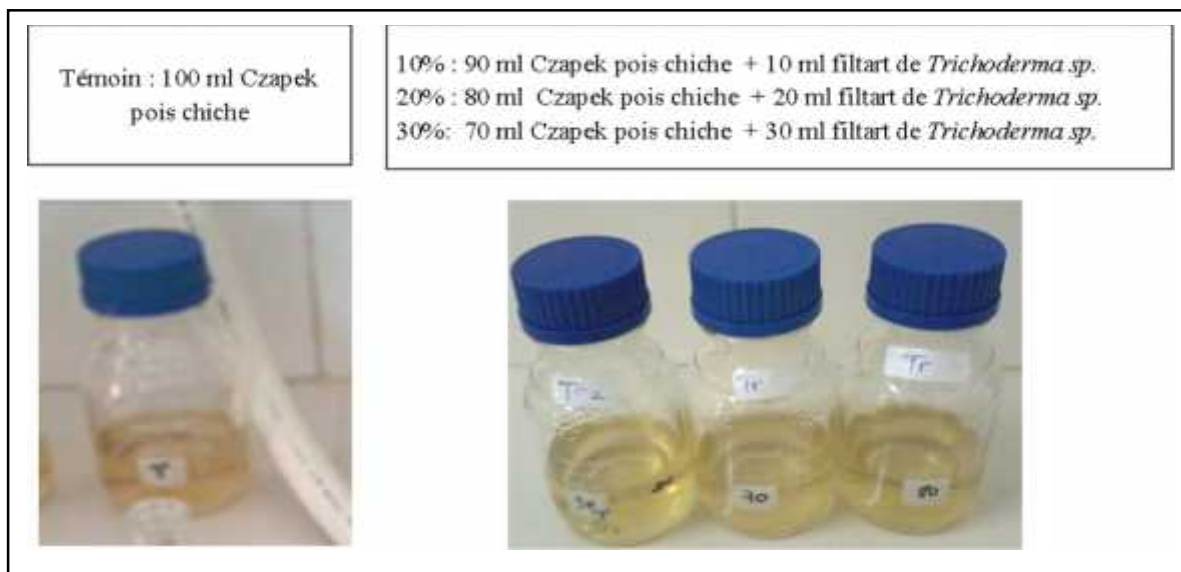 Témoin : 100 ml Czapek
pois chiche
10% : 90 ml Czapek pois chiche + 10 ml filtart de Trichoderma sp.
20% : 80 ml Czapek pois chiche + 20 ml filtart de Trichoderma sp.
30%: 70 ml Czapek pois chiche + 30 ml filtart de Trichoderma sp.
Tr
Tr
70
80